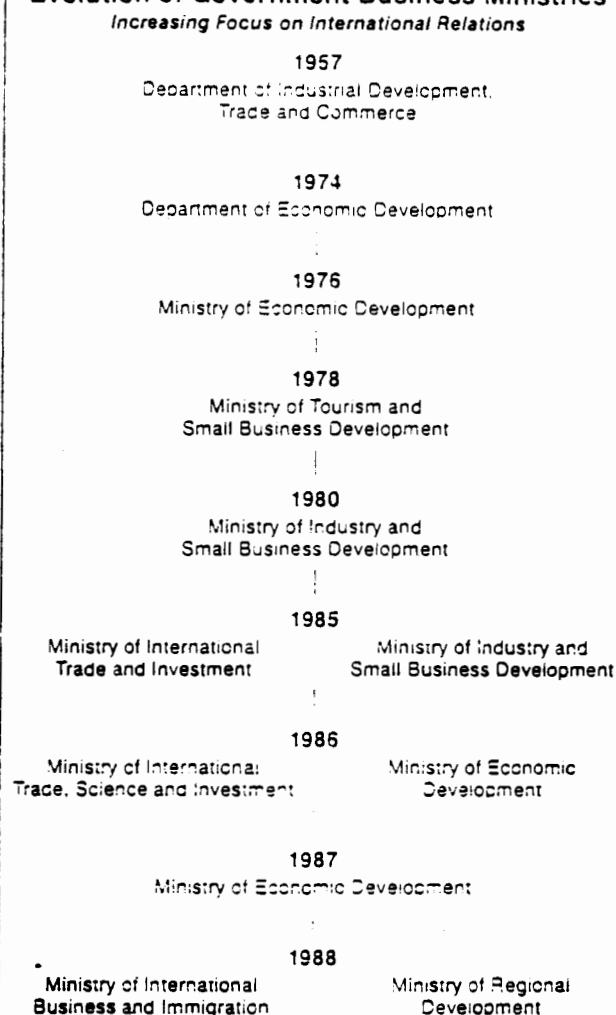 Evolution of Government Business Ministries
Increasing Focus on International Relations
1957
Department of Industrial Development,
Trade and Commerce
1974
Department of Economic Development
1976
Ministry of Economic Development
1978
Ministry of Tourism and
Small Business Development
1980
Ministry of Industry and
Small Business Development
1985
Ministry of International
Trade and Investment
Ministry of Industry and
Small Business Development
1986
Ministry of International
Trade, Science and Investment
Ministry of Economic
Development
1987
Ministry of Economic Development
1988
Ministry of International
Business and Immigration
Ministry of Regional
Development